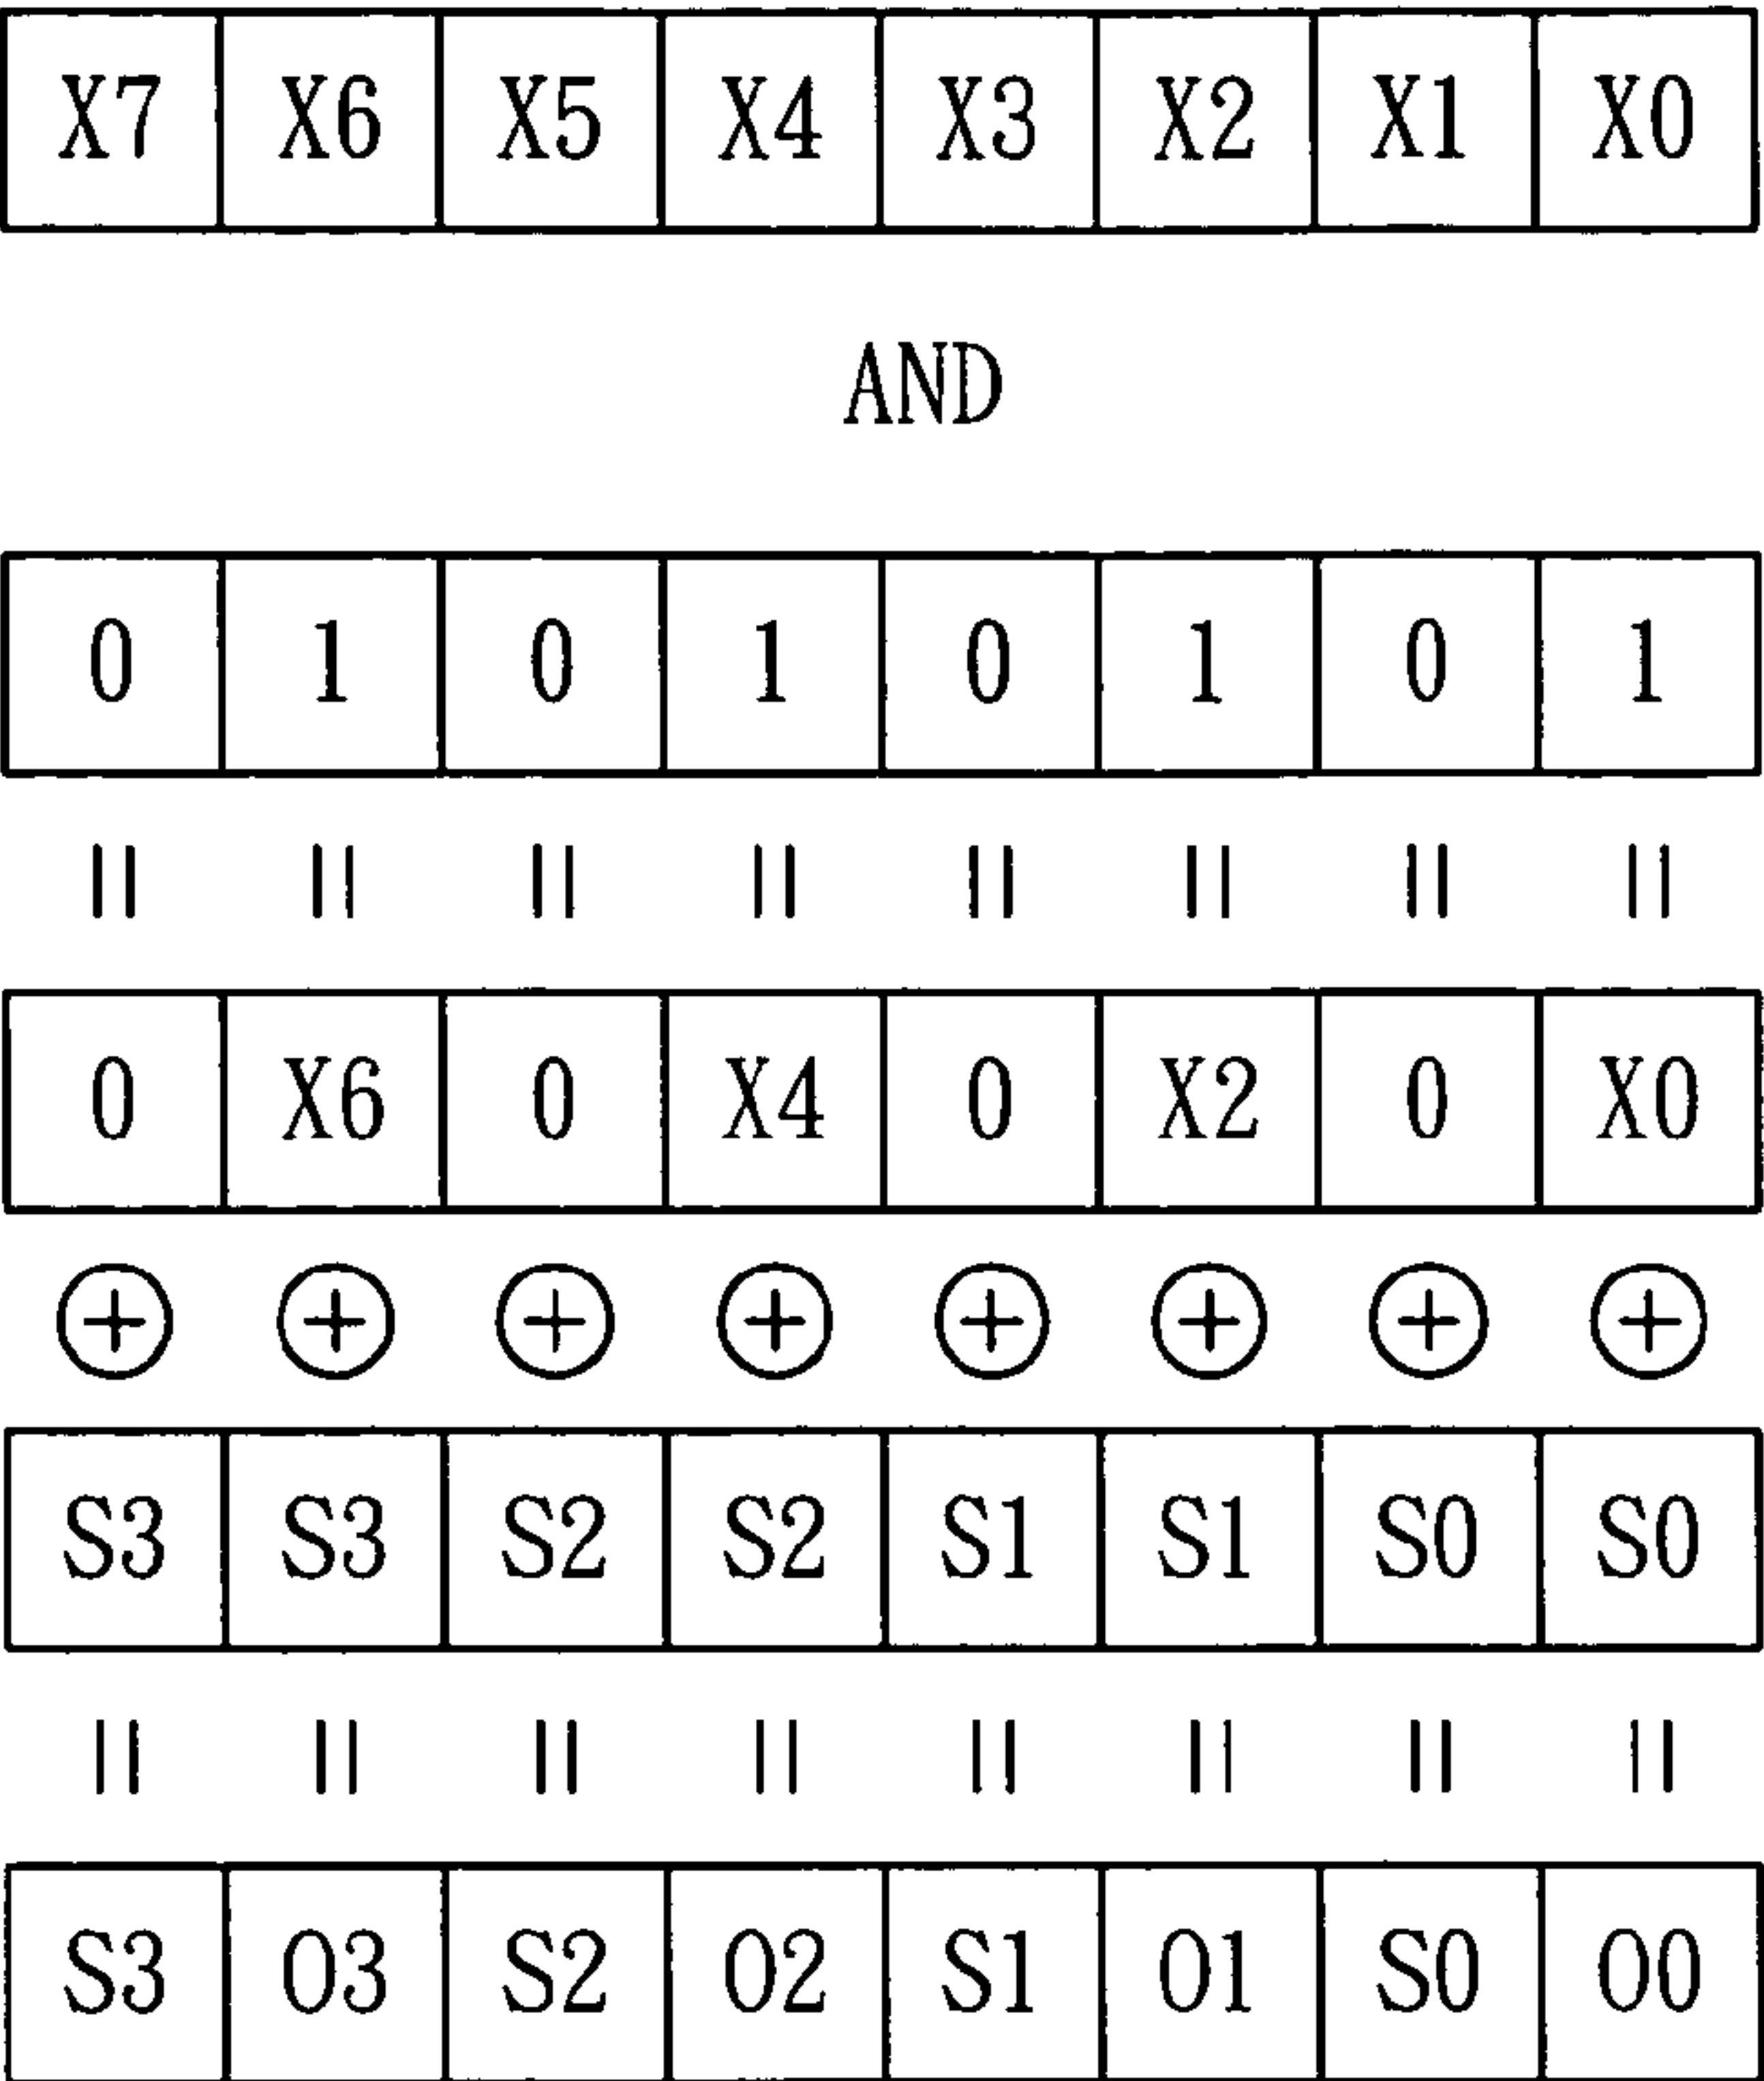 X7 X6 X5 X4 X3 X2 X1 X0
AND
0 1 0 1 0 1 0 1
|| || || || || || || ||
0 X6 0 X4 0 X2 0 X0
⊕ ⊕ ⊕ ⊕ ⊕ ⊕ ⊕ ⊕
S3 S3 S2 S2 S1 S1 S0 S0
|| || || || || || || ||
S3 O3 S2 O2 S1 O1 S0 O0